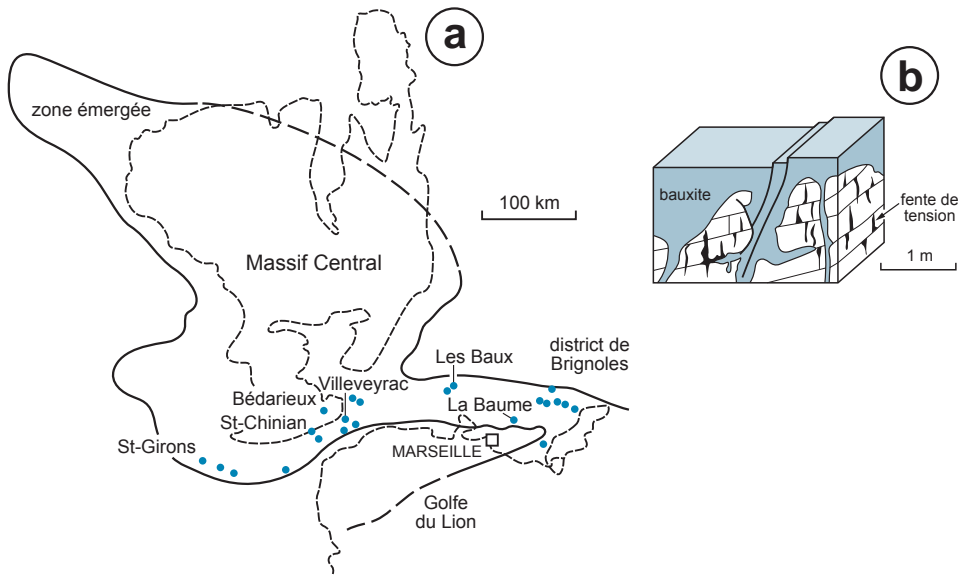 a
zone émergée
100 km
Massif Central
Les Baux
district de
Brignoles
Villeveyrac
Bédarieux
La Baume
St-Chinian
St-Girons
MARSEILLE
Golfe
du Lion
b
bauxite
fente de
tension
1 m